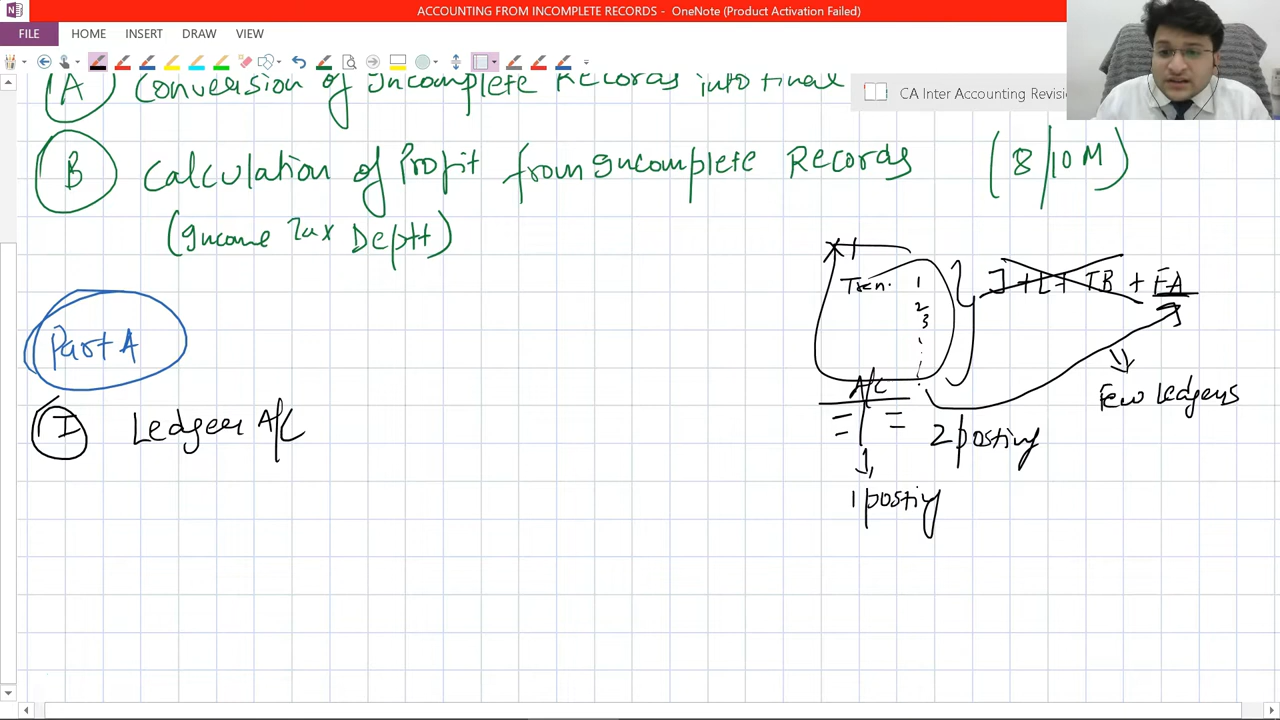 ACCOUNTING FROM INCOMPLETE RECORDS - OneNote (Product Activation Failed)
FILE HOME INSERT DRAW VIEW
A Conversion of Incomplete Records into Final
CA Inter Accounting Revisio
B Calculation of Profit from Incomplete Records (8/10M)
(Income Tax Deptt)
Tran. 1 J + L + TB + FA
2
3
Part A
A/C Few Ledgers
I Ledger A/C
2 posting
1 posting